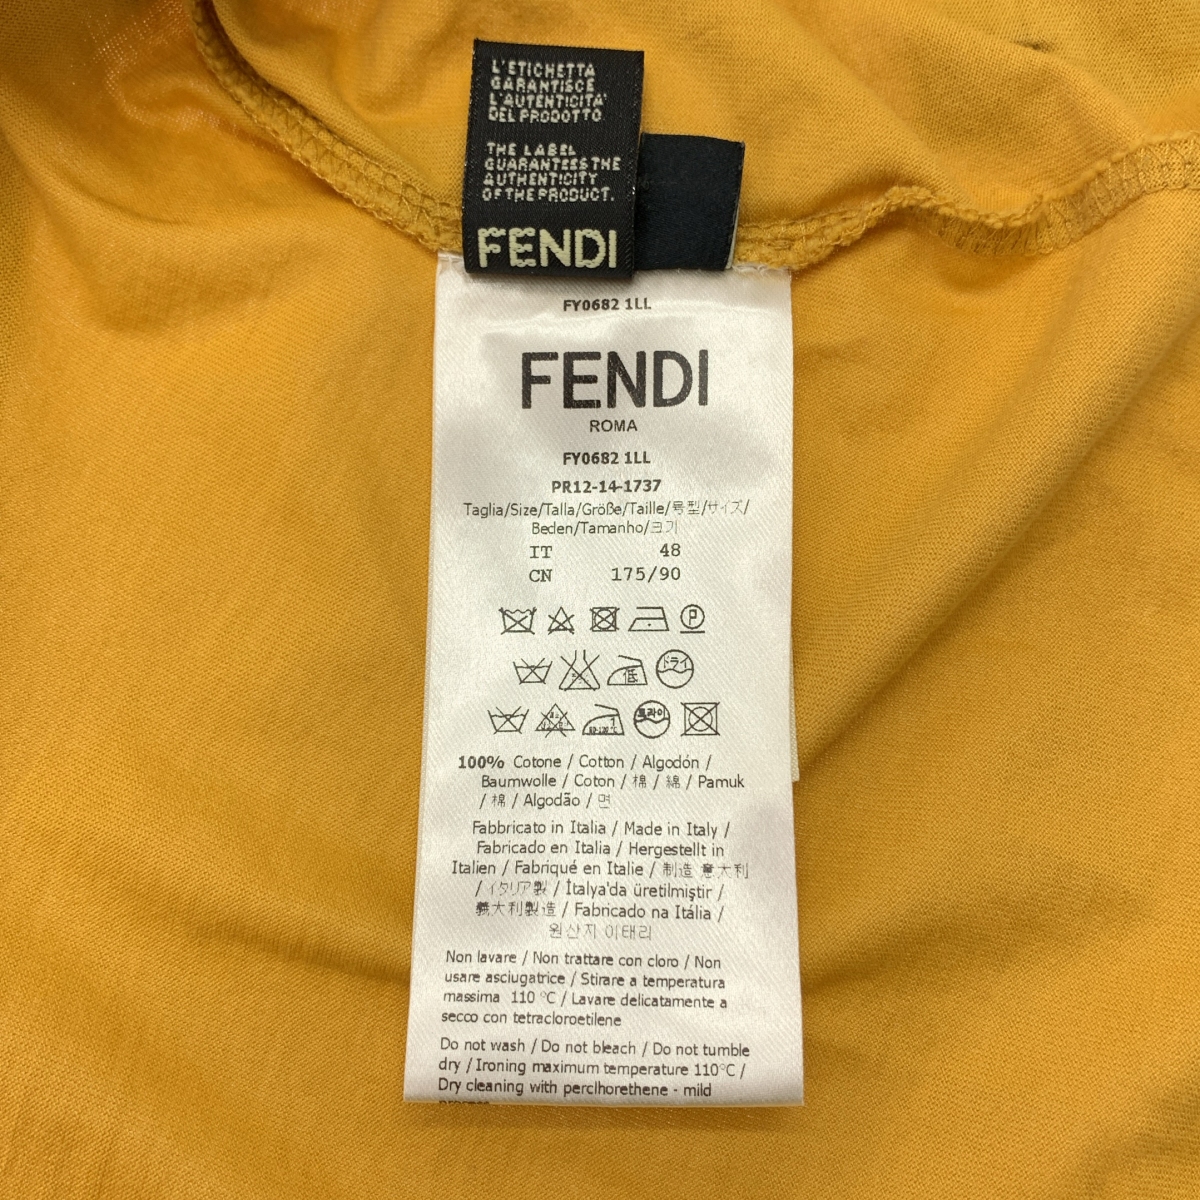 L'ETICHETTA
GARANTISCE
L'AUTENTICITA'
DEL PRODOTTO.
THE LABEL
GUARANTEES THE
AUTHENTICITY
OF THE PRODUCT.
FENDI
FY0682 1LL
FENDI
ROMA
FY0682 1LL
PR12-14-1737
Taglia/Size/Talla/Größe/Taille/号型/サイズ/
Beden/Tamanho/크기
IT 48
CN 175/90
P
低 ドライ
드라이
100% Cotone / Cotton / Algodón /
Baumwolle / Coton / 棉 / 綿 / Pamuk
/ 棉 / Algodão / 면
Fabbricato in Italia / Made in Italy /
Fabricado en Italia / Hergestellt in
Italien / Fabriqué en Italie / 制造 意大利
/ イタリア製 / İtalya'da üretilmiştir /
義大利製造 / Fabricado na Itália /
원산지 이태리
Non lavare / Non trattare con cloro / Non
usare asciugatrice / Stirare a temperatura
massima 110 °C / Lavare delicatamente a
secco con tetracloroetilene
Do not wash / Do not bleach / Do not tumble
dry / Ironing maximum temperature 110°C /
Dry cleaning with perclhorethene - mild